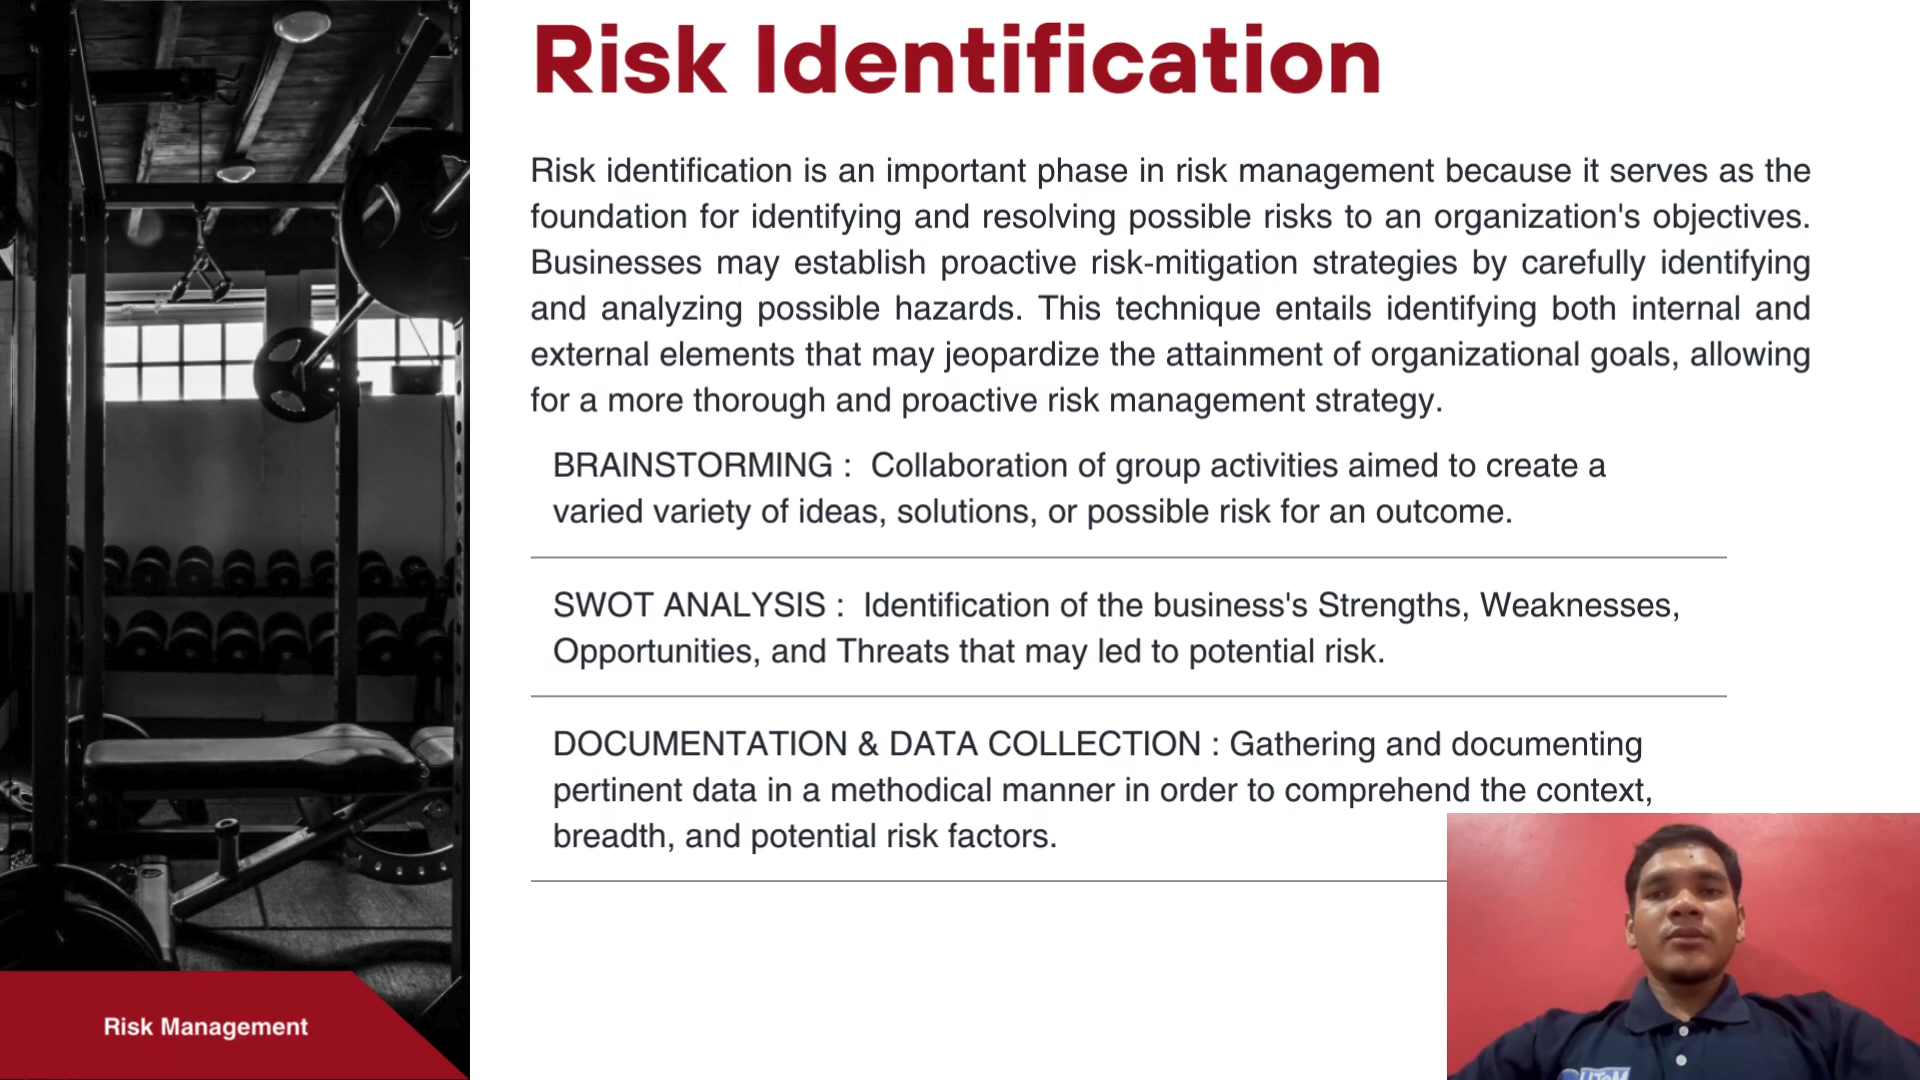 Risk Identification
Risk identification is an important phase in risk management because it serves as the
foundation for identifying and resolving possible risks to an organization's objectives.
Businesses may establish proactive risk-mitigation strategies by carefully identifying
and analyzing possible hazards. This technique entails identifying both internal and
external elements that may jeopardize the attainment of organizational goals, allowing
for a more thorough and proactive risk management strategy.
BRAINSTORMING : Collaboration of group activities aimed to create a
varied variety of ideas, solutions, or possible risk for an outcome.
SWOT ANALYSIS : Identification of the business's Strengths, Weaknesses,
Opportunities, and Threats that may led to potential risk.
DOCUMENTATION & DATA COLLECTION : Gathering and documenting
pertinent data in a methodical manner in order to comprehend the context,
breadth, and potential risk factors.
Risk Management